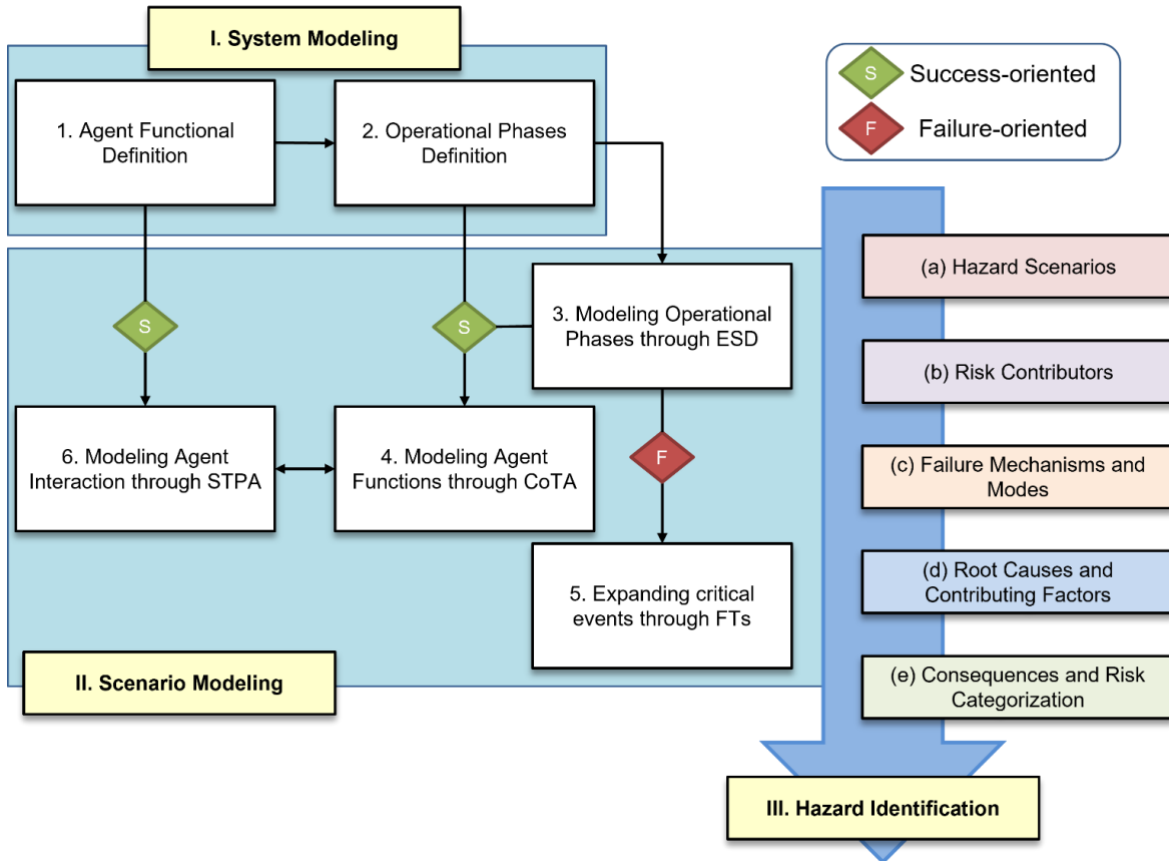 I. System Modeling
S
Success-oriented
F
Failure-oriented
1. Agent Functional
Definition
2. Operational Phases
Definition
(a) Hazard Scenarios
S
S
3. Modeling Operational
Phases through ESD
(b) Risk Contributors
6. Modeling Agent
Interaction through STPA
4. Modeling Agent
Functions through CoTA
F
(c) Failure Mechanisms and
Modes
5. Expanding critical
events through FTs
(d) Root Causes and
Contributing Factors
II. Scenario Modeling
(e) Consequences and Risk
Categorization
III. Hazard Identification